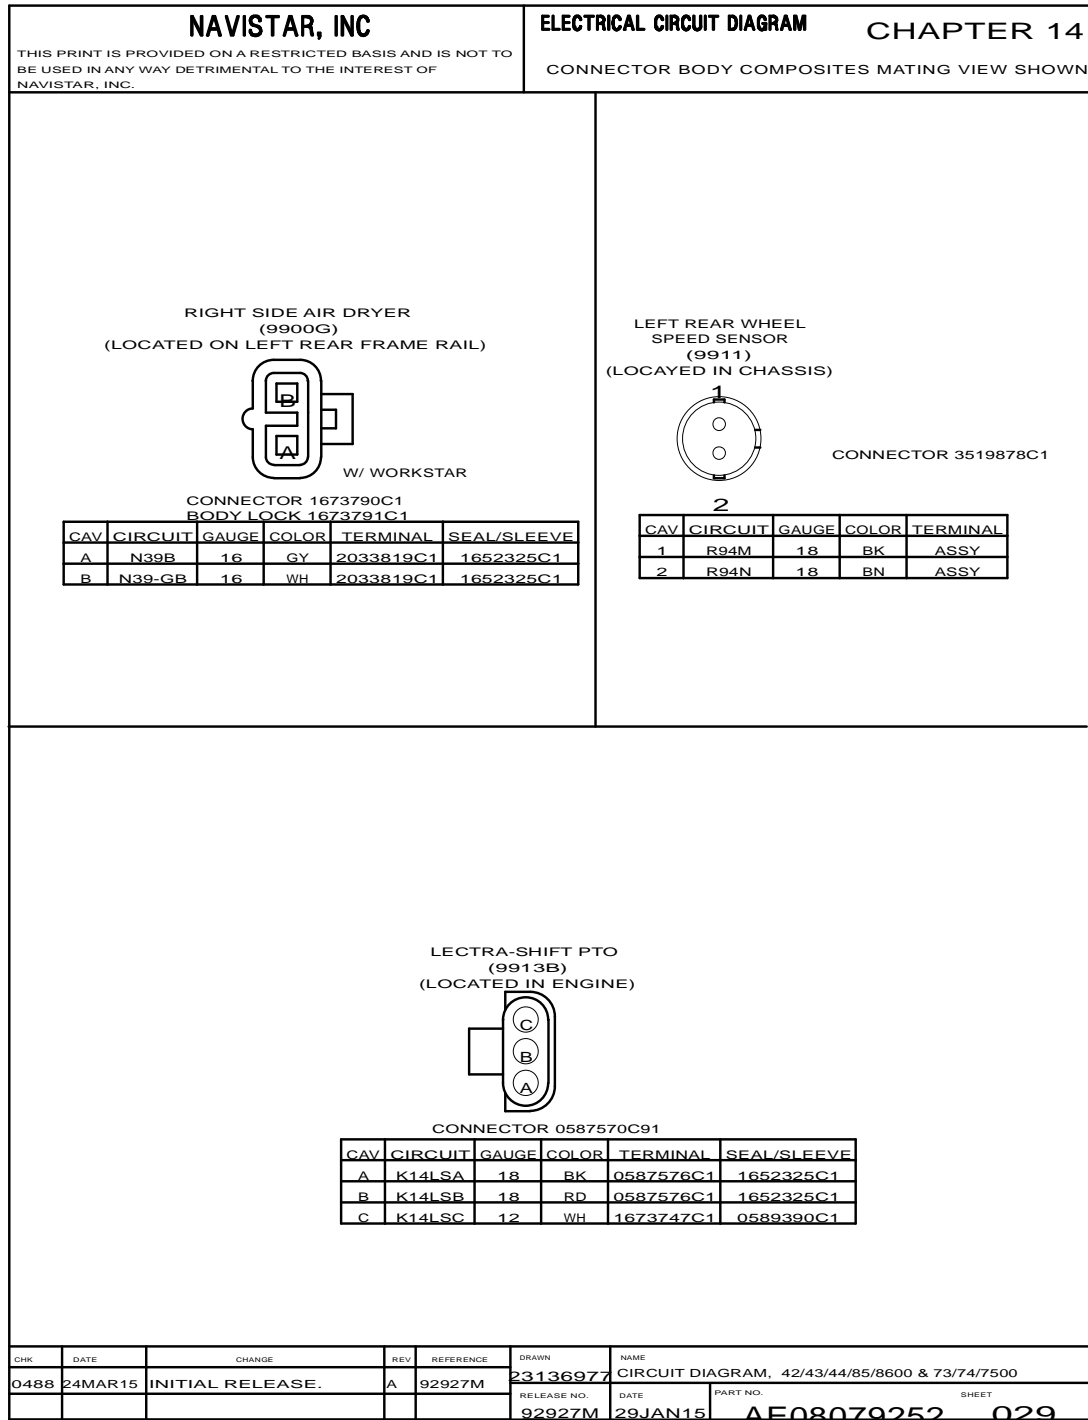 NAVISTAR, INC
THIS PRINT IS PROVIDED ON A RESTRICTED BASIS AND IS NOT TO
BE USED IN ANY WAY DETRIMENTAL TO THE INTEREST OF
NAVISTAR, INC.
ELECTRICAL CIRCUIT DIAGRAM
CHAPTER 14
CONNECTOR BODY COMPOSITES MATING VIEW SHOWN
RIGHT SIDE AIR DRYER
(9900G)
(LOCATED ON LEFT REAR FRAME RAIL)
B
A
W/ WORKSTAR
CONNECTOR 1673790C1
BODY LOCK 1673791C1
CAV CIRCUIT GAUGE COLOR TERMINAL SEAL/SLEEVE
A N39B 16 GY 2033819C1 1652325C1
B N39-GB 16 WH 2033819C1 1652325C1
LEFT REAR WHEEL
SPEED SENSOR
(9911)
(LOCAYED IN CHASSIS)
1
CONNECTOR 3519878C1
2
CAV CIRCUIT GAUGE COLOR TERMINAL
1 R94M 18 BK ASSY
2 R94N 18 BN ASSY
LECTRA-SHIFT PTO
(9913B)
(LOCATED IN ENGINE)
C
B
A
CONNECTOR 0587570C91
CAV CIRCUIT GAUGE COLOR TERMINAL SEAL/SLEEVE
A K14LSA 18 BK 0587576C1 1652325C1
B K14LSB 18 RD 0587576C1 1652325C1
C K14LSC 12 WH 1673747C1 0589390C1
CHK DATE CHANGE REV REFERENCE
0488 24MAR15 INITIAL RELEASE. A 92927M
DRAWN
23136977
NAME
CIRCUIT DIAGRAM, 42/43/44/85/8600 & 73/74/7500
RELEASE NO.
92927M
DATE
29JAN15
PART NO.
AE08079252
SHEET
029